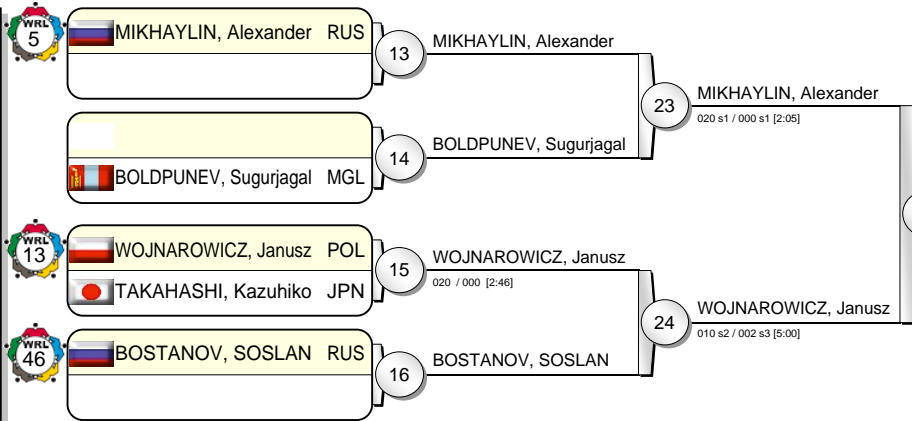 WRL
5
MIKHAYLIN, Alexander RUS
13
MIKHAYLIN, Alexander
23
MIKHAYLIN, Alexander
020 s1 / 000 s1 [2:05]
14
BOLDPUNEV, Sugurjagal
BOLDPUNEV, Sugurjagal MGL
WRL
13
WOJNAROWICZ, Janusz POL
TAKAHASHI, Kazuhiko JPN
15
WOJNAROWICZ, Janusz
020 / 000 [2:46]
24
WOJNAROWICZ, Janusz
010 s2 / 002 s3 [5:00]
WRL
46
BOSTANOV, SOSLAN RUS
16
BOSTANOV, SOSLAN